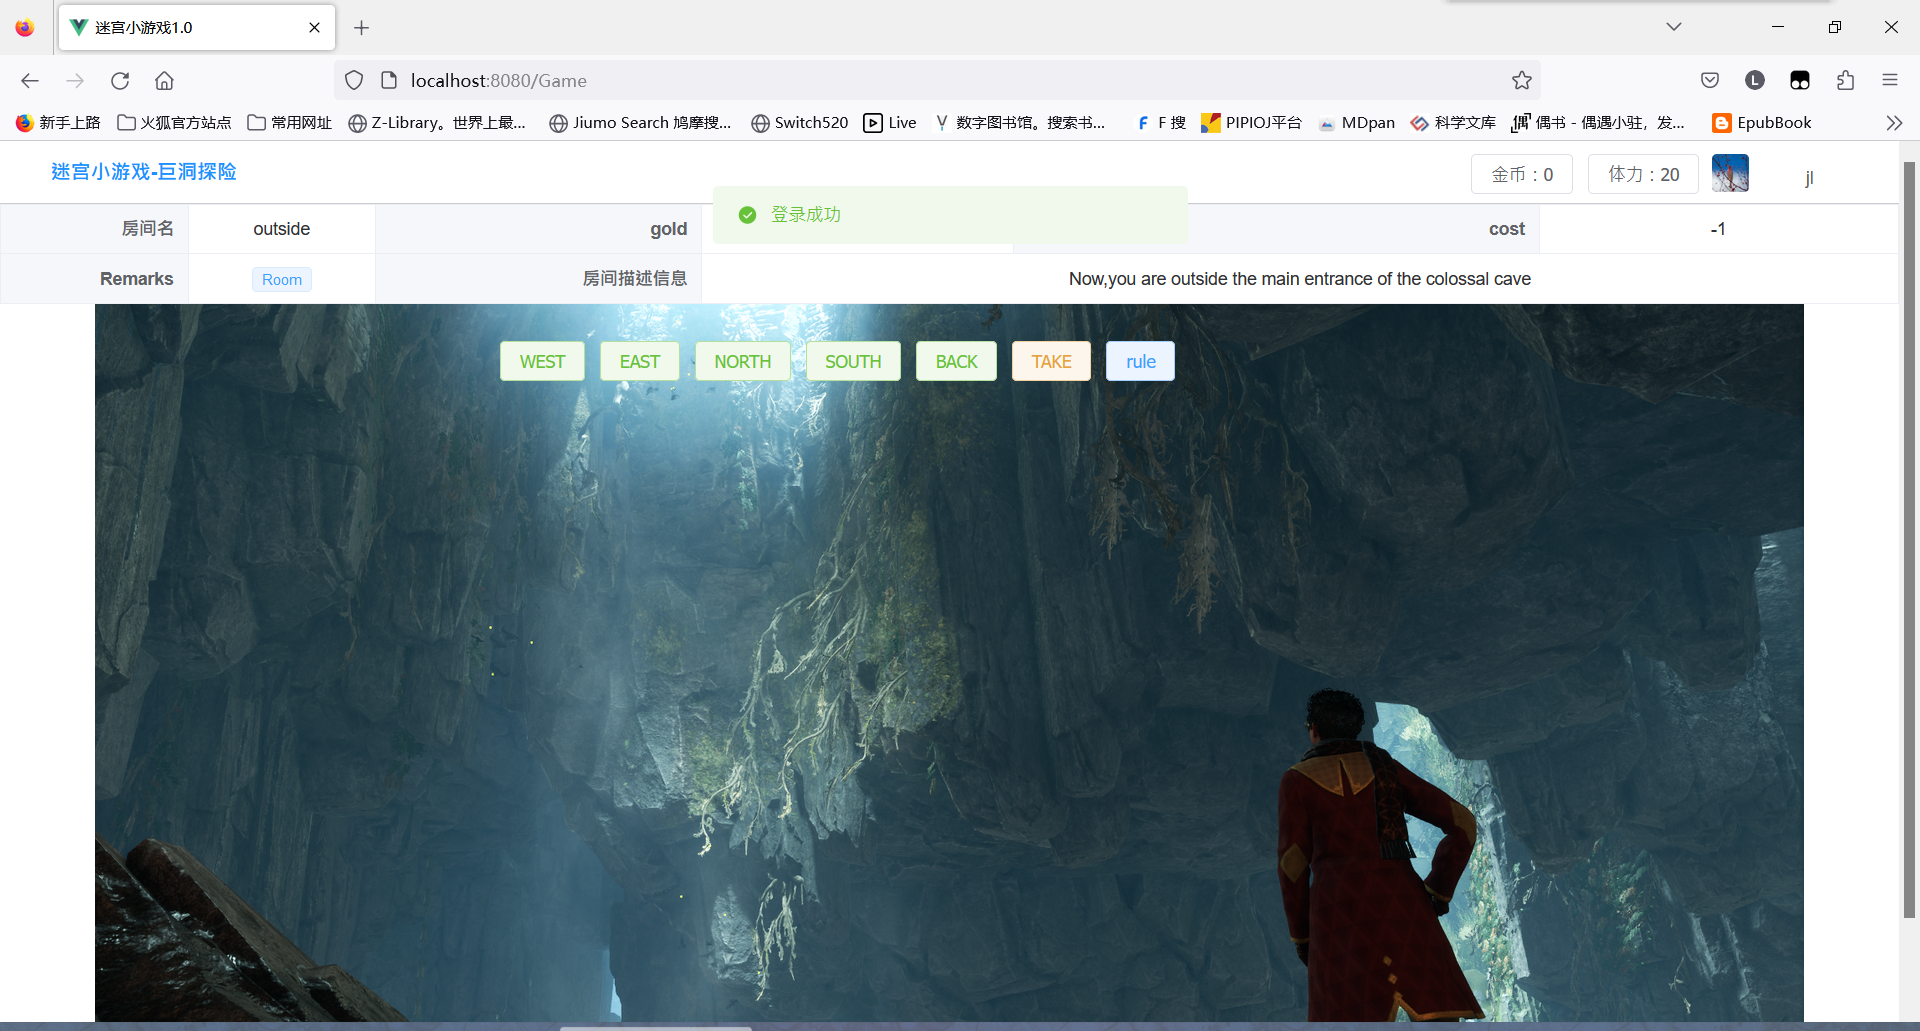 迷宫小游戏1.0
localhost:8080/Game
新手上路 火狐官方站点 常用网址 Z-Library。世界上最... Jiumo Search 鸠摩搜... Switch520 Live 数字图书馆。搜索书... F 搜 PIPIOJ平台 MDpan 科学文库 偶书 - 偶遇小驻，发... EpubBook
迷宫小游戏-巨洞探险 金币：0 体力：20 jl
登录成功
房间名 outside gold cost -1
Remarks Room 房间描述信息 Now,you are outside the main entrance of the colossal cave
WEST EAST NORTH SOUTH BACK TAKE rule